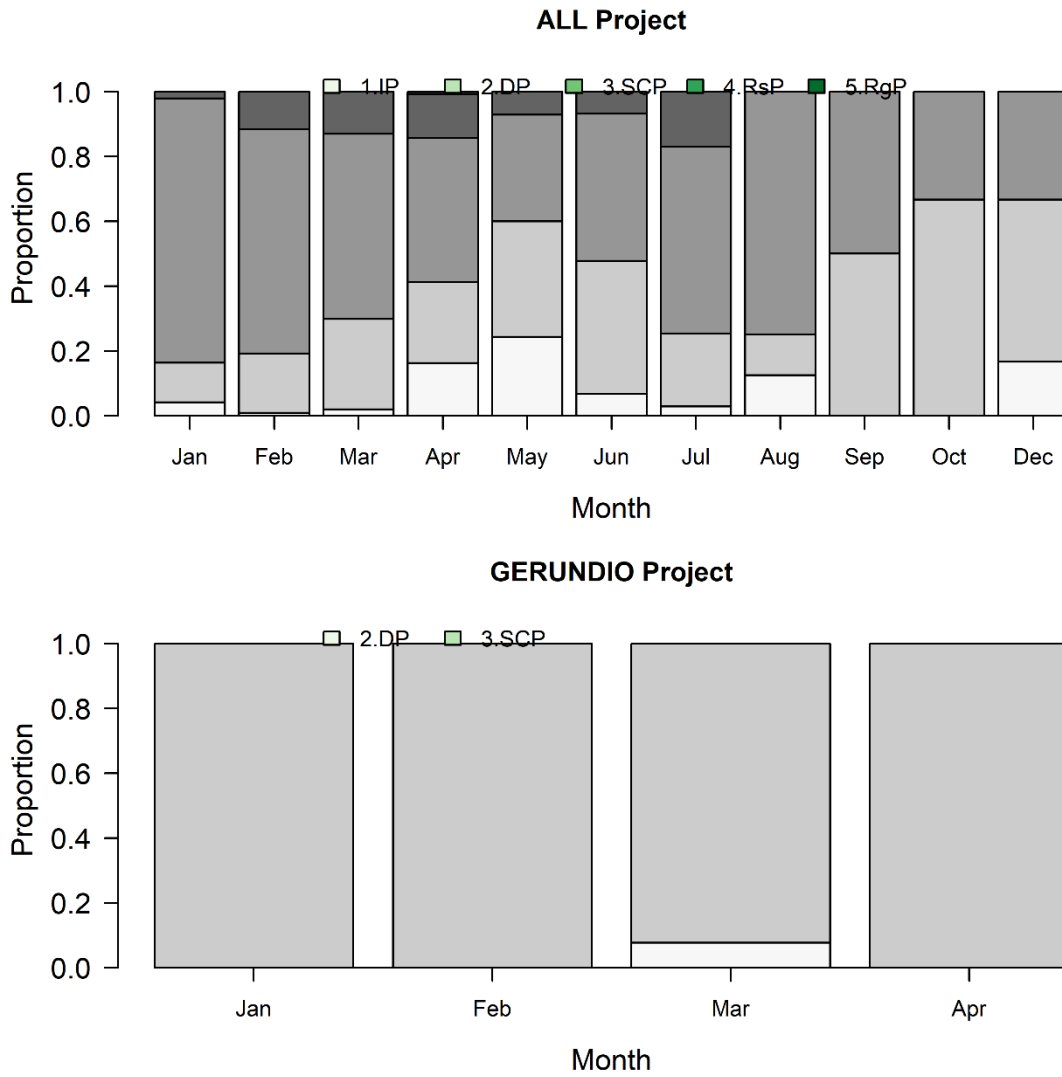 ALL Project
1.IP 2.DP 3.SCP 4.RsP 5.RgP
1.0
0.8
0.6
0.4
0.2
0.0
Proportion
Jan Feb Mar Apr May Jun Jul Aug Sep Oct Dec
Month
GERUNDIO Project
2.DP 3.SCP
1.0
0.8
0.6
0.4
0.2
0.0
Proportion
Jan Feb Mar Apr
Month